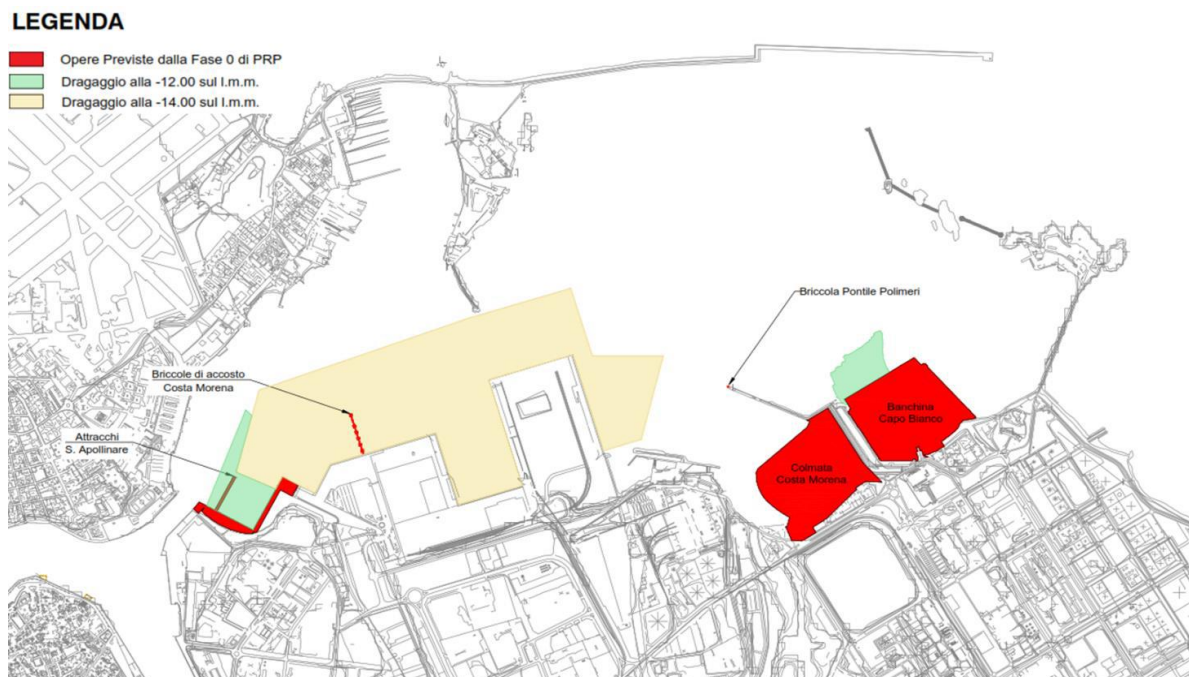 LEGENDA
Opere Previste dalla Fase 0 di PRP
Dragaggio alla -12.00 sul l.m.m.
Dragaggio alla -14.00 sul l.m.m.
Briccola Pontile Polimeri
Briccole di accosto
Costa Morena
Banchina
Capo Bianco
Attracchi
S. Apollinare
Colmata
Costa Morena